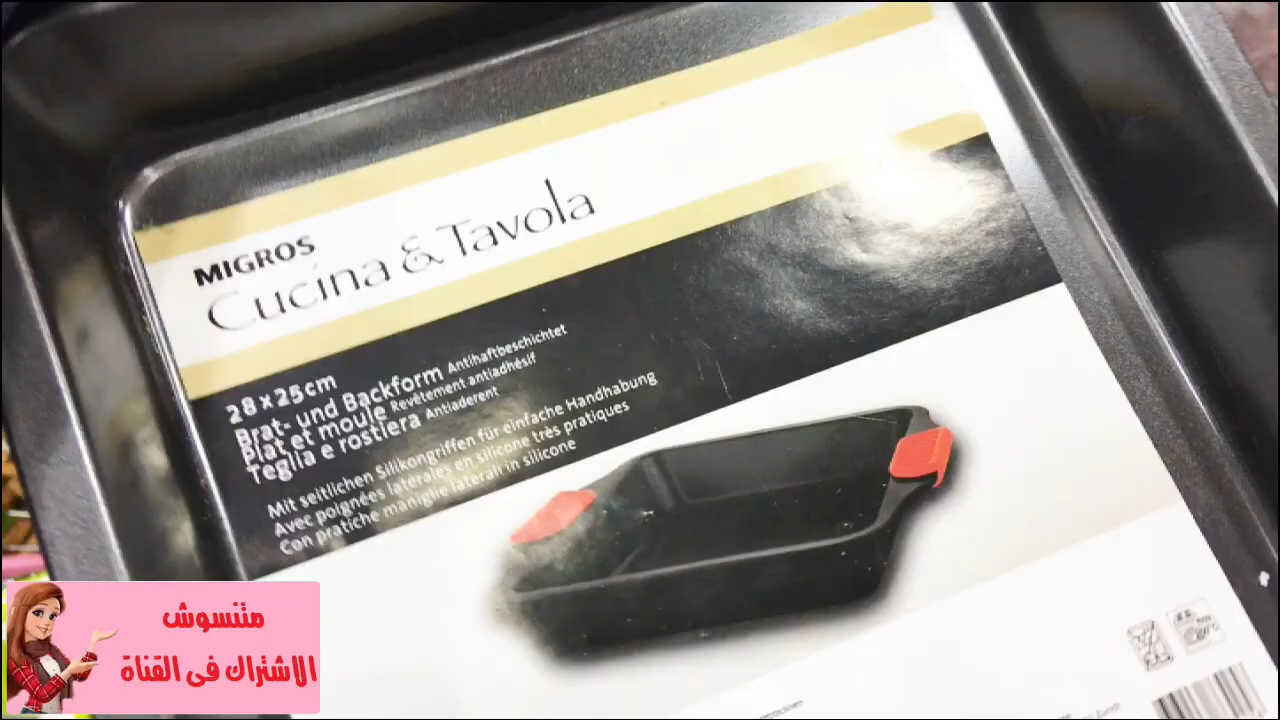 MIGROS
Cucina & Tavola
28x25cm
Brat- und Backform Antihaftbeschichtet
Plat et moule Revêtement antiadhésif
Teglia e rostiera Antiaderent
Mit seitlichen Silikongriffen für einfache Handhabung
Avec poignées latérales en silicone très pratiques
Con pratiche maniglie laterali in silicone
متنسوش
الاشتراك فى القناة